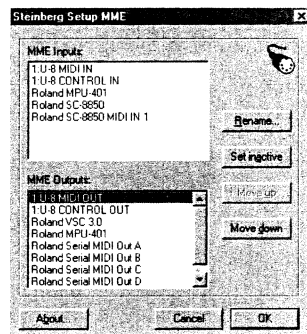 Steinberg Setup MME
MME Inputs:
1:U-8 MIDI IN
1:U-8 CONTROL IN
Roland MPU-401
Roland SC-8850
Roland SC-8850 MIDI IN 1
Rename...
Set inactive
MME Outputs:
1:U-8 MIDI OUT
1:U-8 CONTROL OUT
Roland VSC 3.0
Roland MPU-401
Roland Serial MIDI Out A
Roland Serial MIDI Out B
Roland Serial MIDI Out C
Roland Serial MIDI Out D
Move up
Move down
About...
Cancel
OK